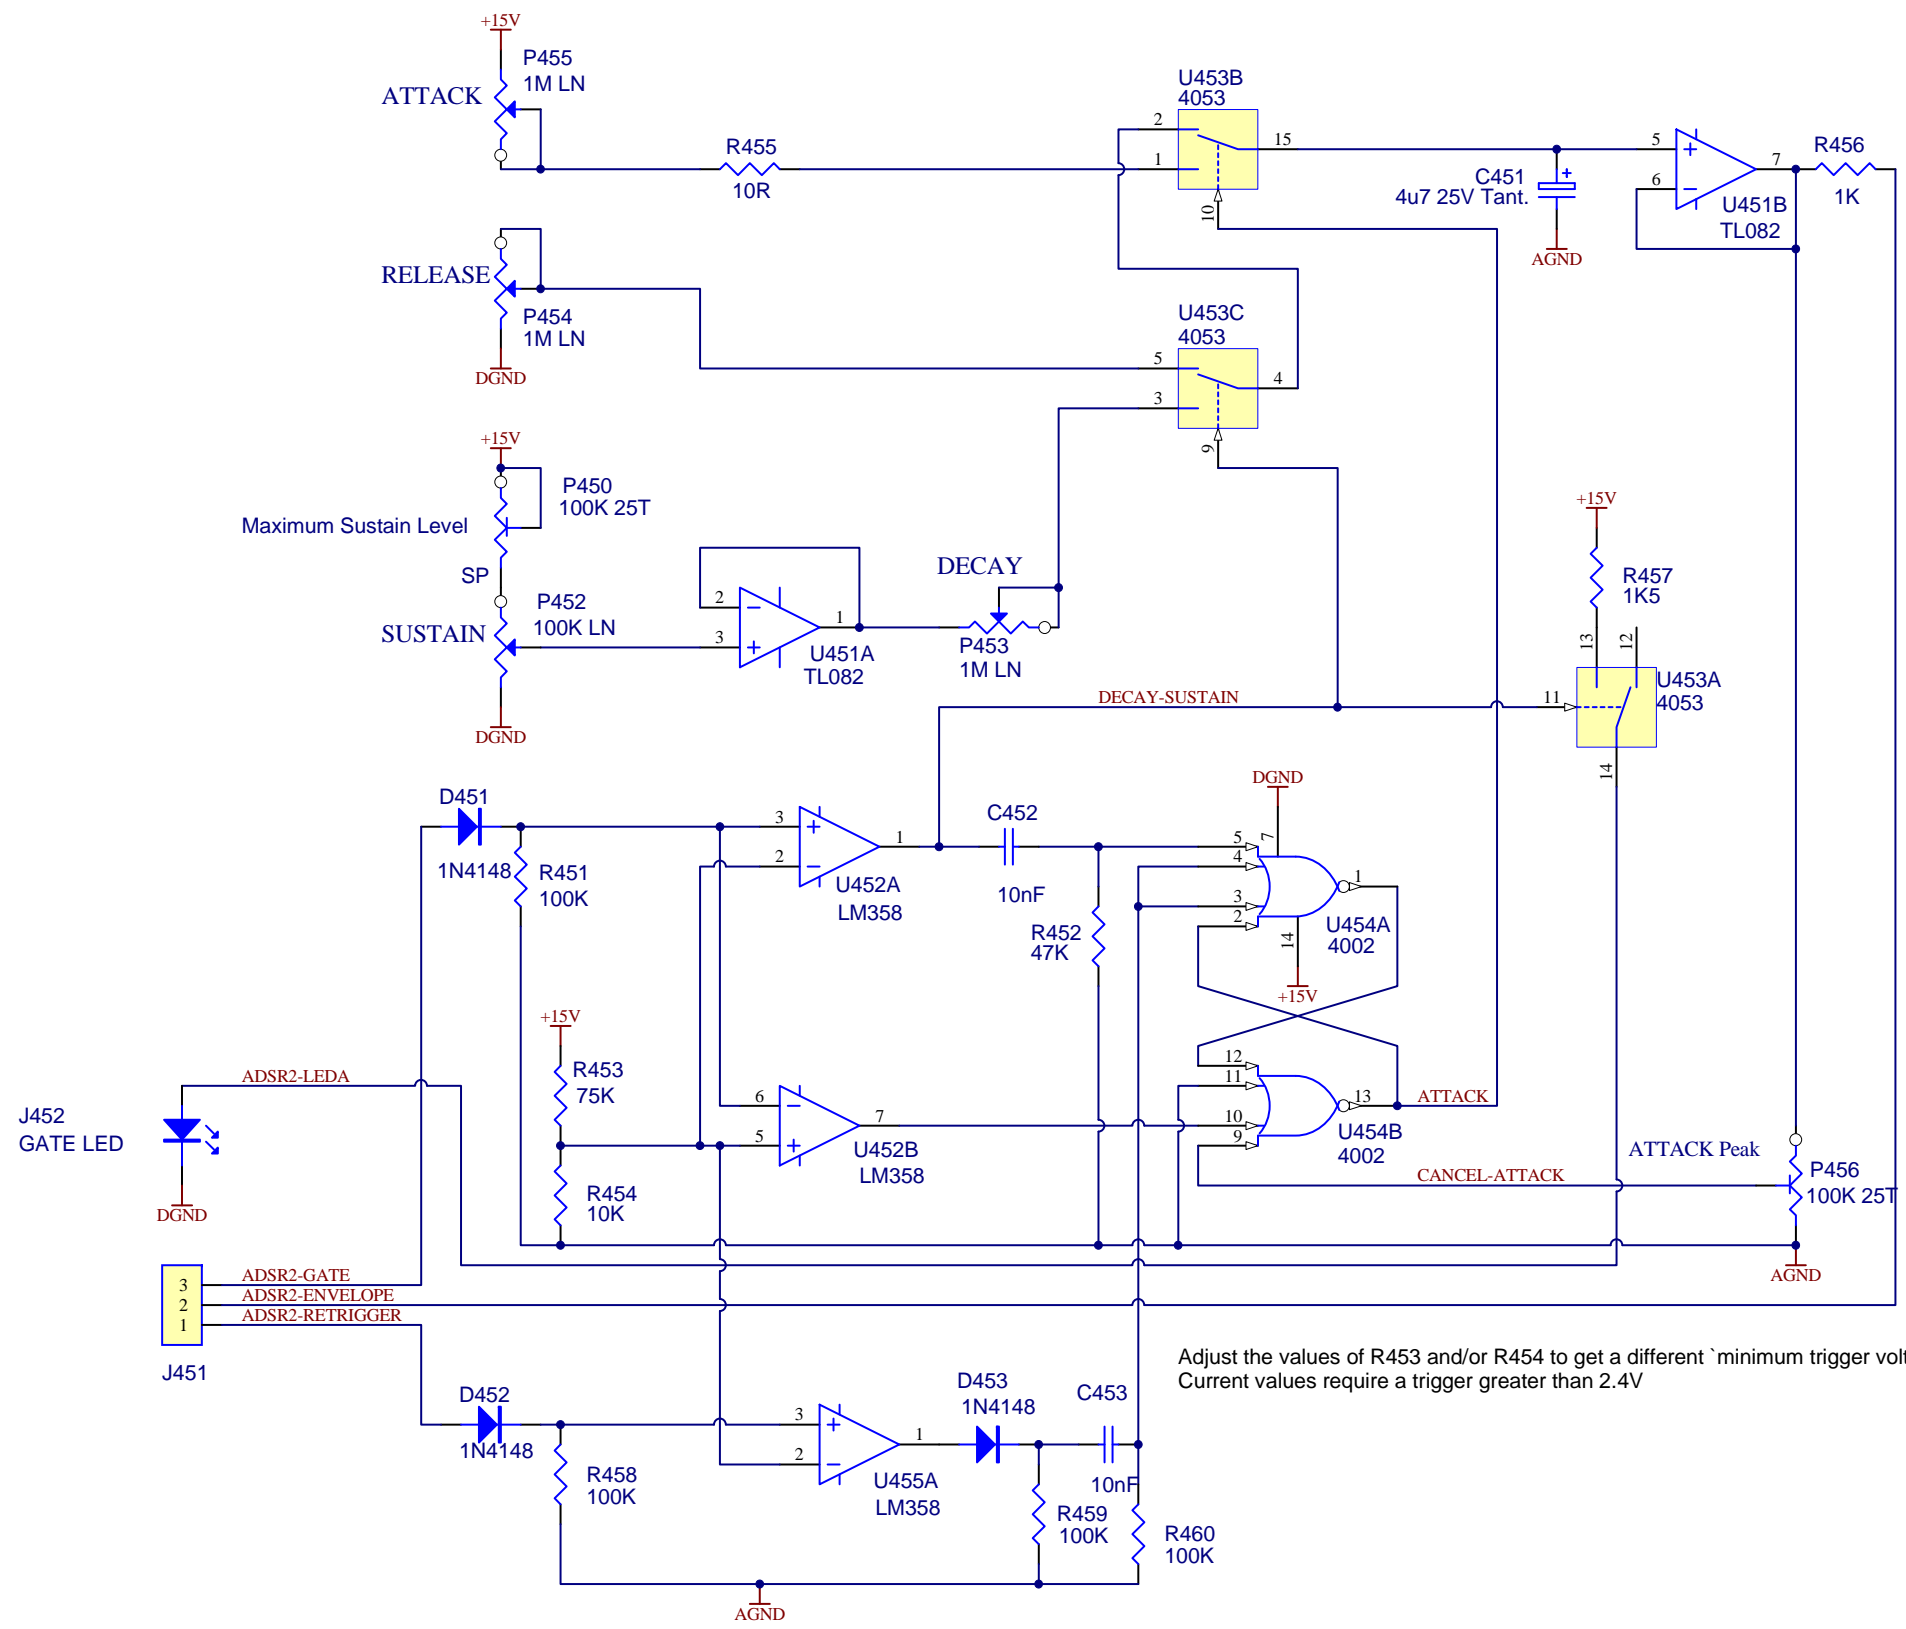 +15V
P455
1M LN
ATTACK
R455
10R
U453B
4053
2
1
15
10
C451
4u7 25V Tant.
AGND
5
6
7
U451B
TL082
R456
1K
RELEASE
P454
1M LN
DGND
U453C
4053
5
3
4
9
+15V
P450
100K 25T
Maximum Sustain Level
SP
P452
100K LN
SUSTAIN
DGND
2
3
1
U451A
TL082
DECAY
P453
1M LN
+15V
R457
1K5
13
12
11
14
U453A
4053
DECAY-SUSTAIN
D451
1N4148
R451
100K
3
2
1
U452A
LM358
C452
10nF
R452
47K
DGND
7
5
4
3
2
1
14
U454A
4002
+15V
+15V
R453
75K
R454
10K
6
5
7
U452B
LM358
12
11
10
9
13
U454B
4002
ATTACK
CANCEL-ATTACK
ATTACK Peak
P456
100K 25T
AGND
ADSR2-LEDA
J452
GATE LED
DGND
3
2
1
J451
ADSR2-GATE
ADSR2-ENVELOPE
ADSR2-RETRIGGER
Adjust the values of R453 and/or R454 to get a different `minimum trigger volt
Current values require a trigger greater than 2.4V
D452
1N4148
R458
100K
3
2
1
U455A
LM358
D453
1N4148
C453
10nF
R459
100K
R460
100K
AGND